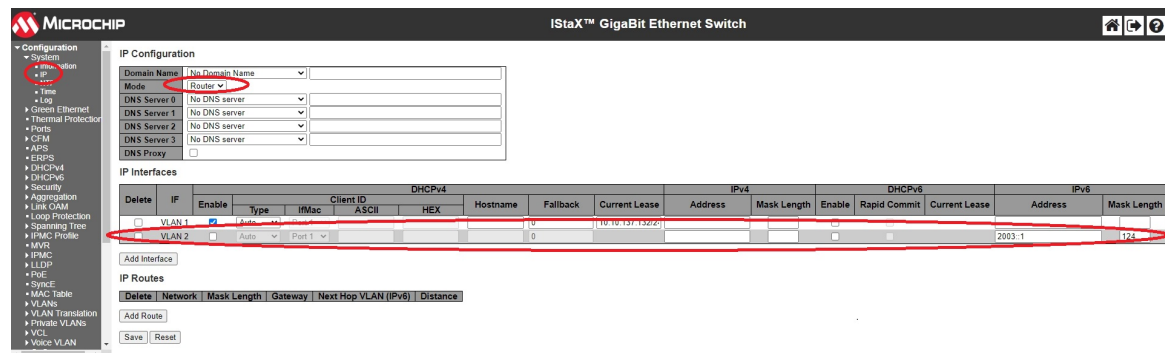 MICROCHIP
IStaX™ GigaBit Ethernet Switch
Configuration
System
Information
IP
NTP
Time
Log
Green Ethernet
Thermal Protection
Ports
CFM
APS
ERPS
DHCPv4
DHCPv6
Security
Aggregation
Link OAM
Loop Protection
Spanning Tree
IPMC Profile
MVR
IPMC
LLDP
PoE
SyncE
MAC Table
VLANs
VLAN Translation
Private VLANs
VCL
Voice VLAN
IP Configuration
Domain Name No Domain Name
Mode Router
DNS Server 0 No DNS server
DNS Server 1 No DNS server
DNS Server 2 No DNS server
DNS Server 3 No DNS server
DNS Proxy
IP Interfaces
DHCPv4 IPv4 DHCPv6 IPv6
Delete IF Enable Client ID Hostname Fallback Current Lease Address Mask Length Enable Rapid Commit Current Lease Address Mask Length
Type IfMac ASCII HEX
VLAN 1 Auto Port 1 0
VLAN 2 Auto Port 1 0 2003::1 124
Add Interface
IP Routes
Delete Network Mask Length Gateway Next Hop VLAN (IPv6) Distance
Add Route
Save Reset